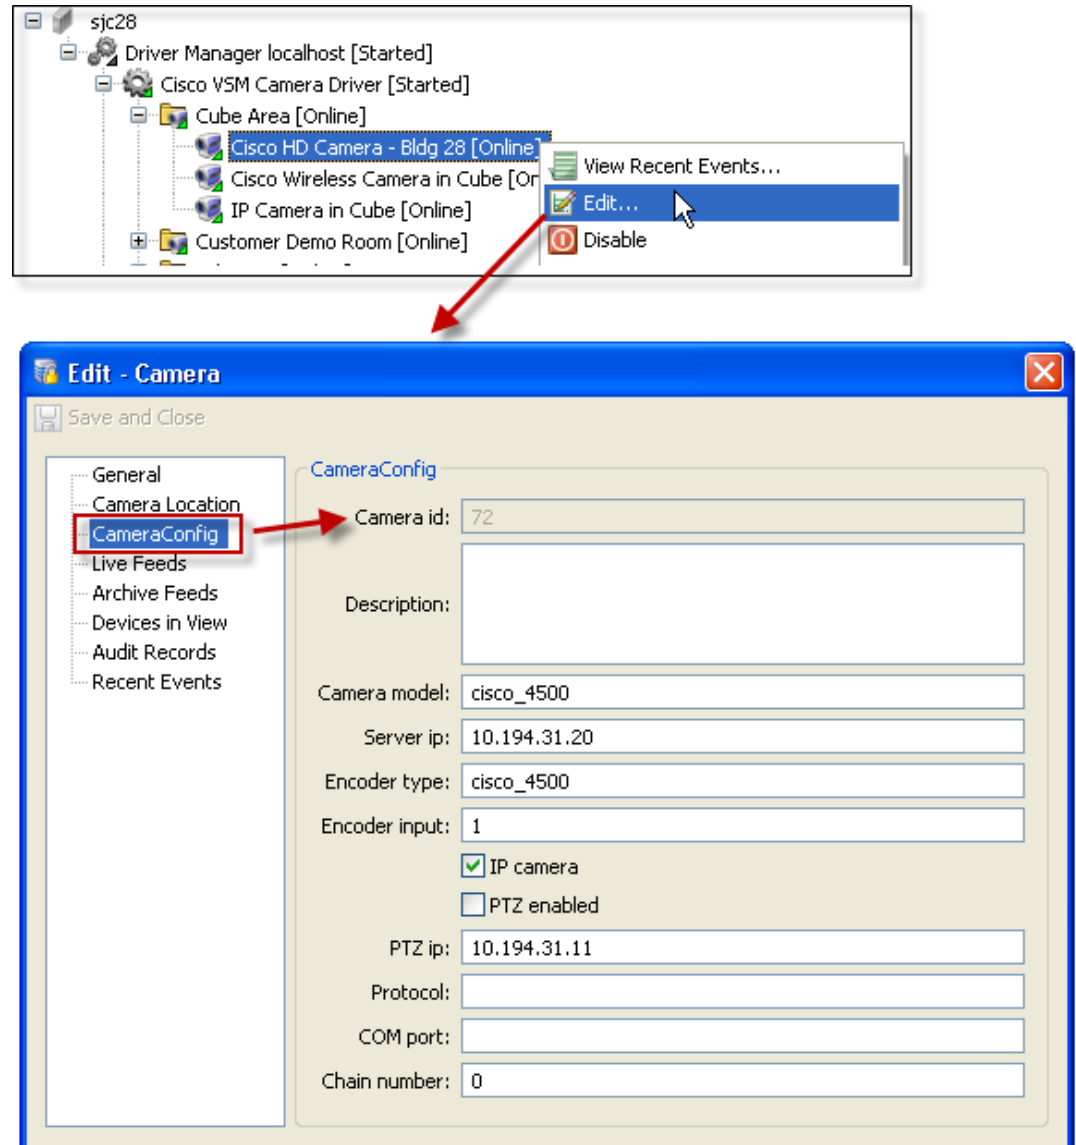 sjc28
Driver Manager localhost [Started]
Cisco VSM Camera Driver [Started]
Cube Area [Online]
Cisco HD Camera - Bldg 28 [Online]
Cisco Wireless Camera in Cube [On
IP Camera in Cube [Online]
Customer Demo Room [Online]
View Recent Events...
Edit...
Disable
Edit - Camera
Save and Close
General
Camera Location
CameraConfig
Live Feeds
Archive Feeds
Devices in View
Audit Records
Recent Events
CameraConfig
Camera id: 72
Description:
Camera model: cisco_4500
Server ip: 10.194.31.20
Encoder type: cisco_4500
Encoder input: 1
IP camera
PTZ enabled
PTZ ip: 10.194.31.11
Protocol:
COM port:
Chain number: 0